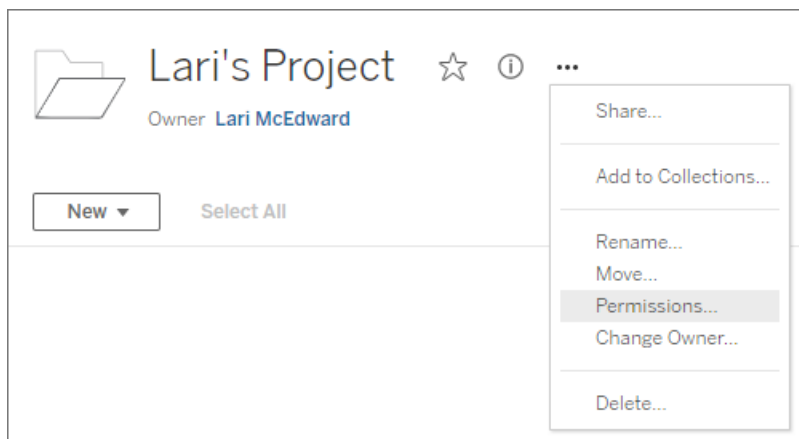 Lari's Project
Owner Lari McEdward
New
Select All
Share...
Add to Collections...
Rename...
Move...
Permissions...
Change Owner...
Delete...